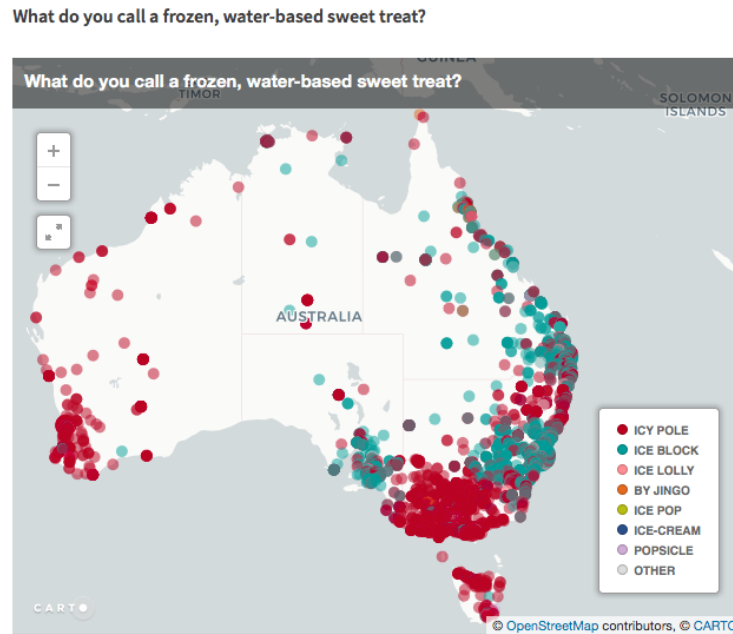 What do you call a frozen, water-based sweet treat?
GUINEA
What do you call a frozen, water-based sweet treat?
TIMOR
SOLOMON
ISLANDS
+
−
AUSTRALIA
ICY POLE
ICE BLOCK
ICE LOLLY
BY JINGO
ICE POP
ICE-CREAM
POPSICLE
OTHER
CARTO
© OpenStreetMap contributors, © CARTO